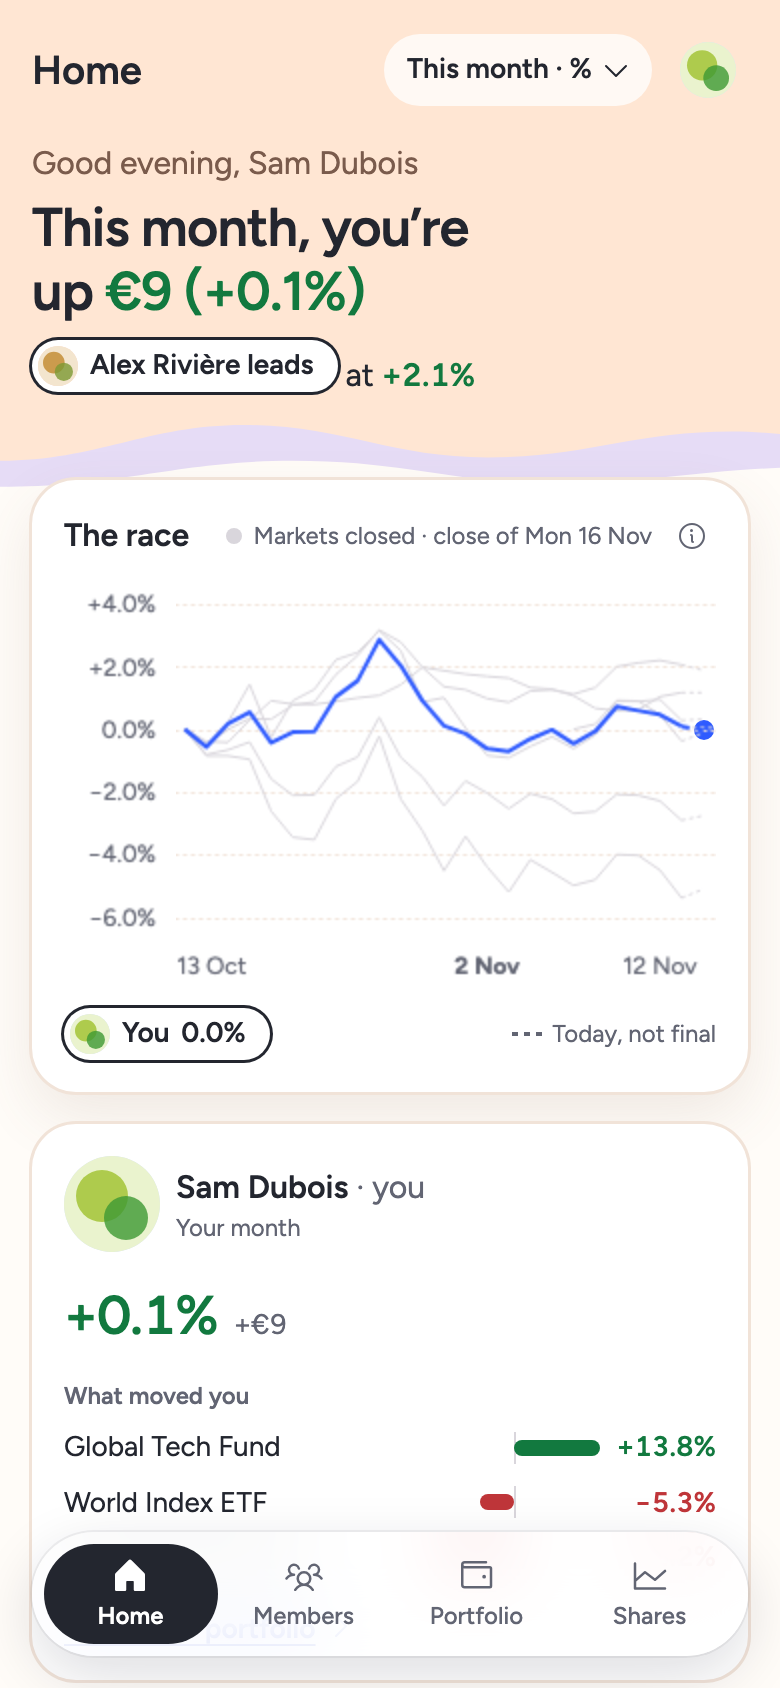 Home
This month · %
Good evening, Sam Dubois
This month, you’re
up €9 (+0.1%)
Alex Rivière leads at +2.1%
The race
Markets closed · close of Mon 16 Nov
+4.0%
+2.0%
0.0%
−2.0%
−4.0%
−6.0%
13 Oct
2 Nov
12 Nov
You 0.0%
Today, not final
Sam Dubois · you
Your month
+0.1% +€9
What moved you
Global Tech Fund +13.8%
World Index ETF −5.3%
portfolio
Home
Members
Portfolio
Shares